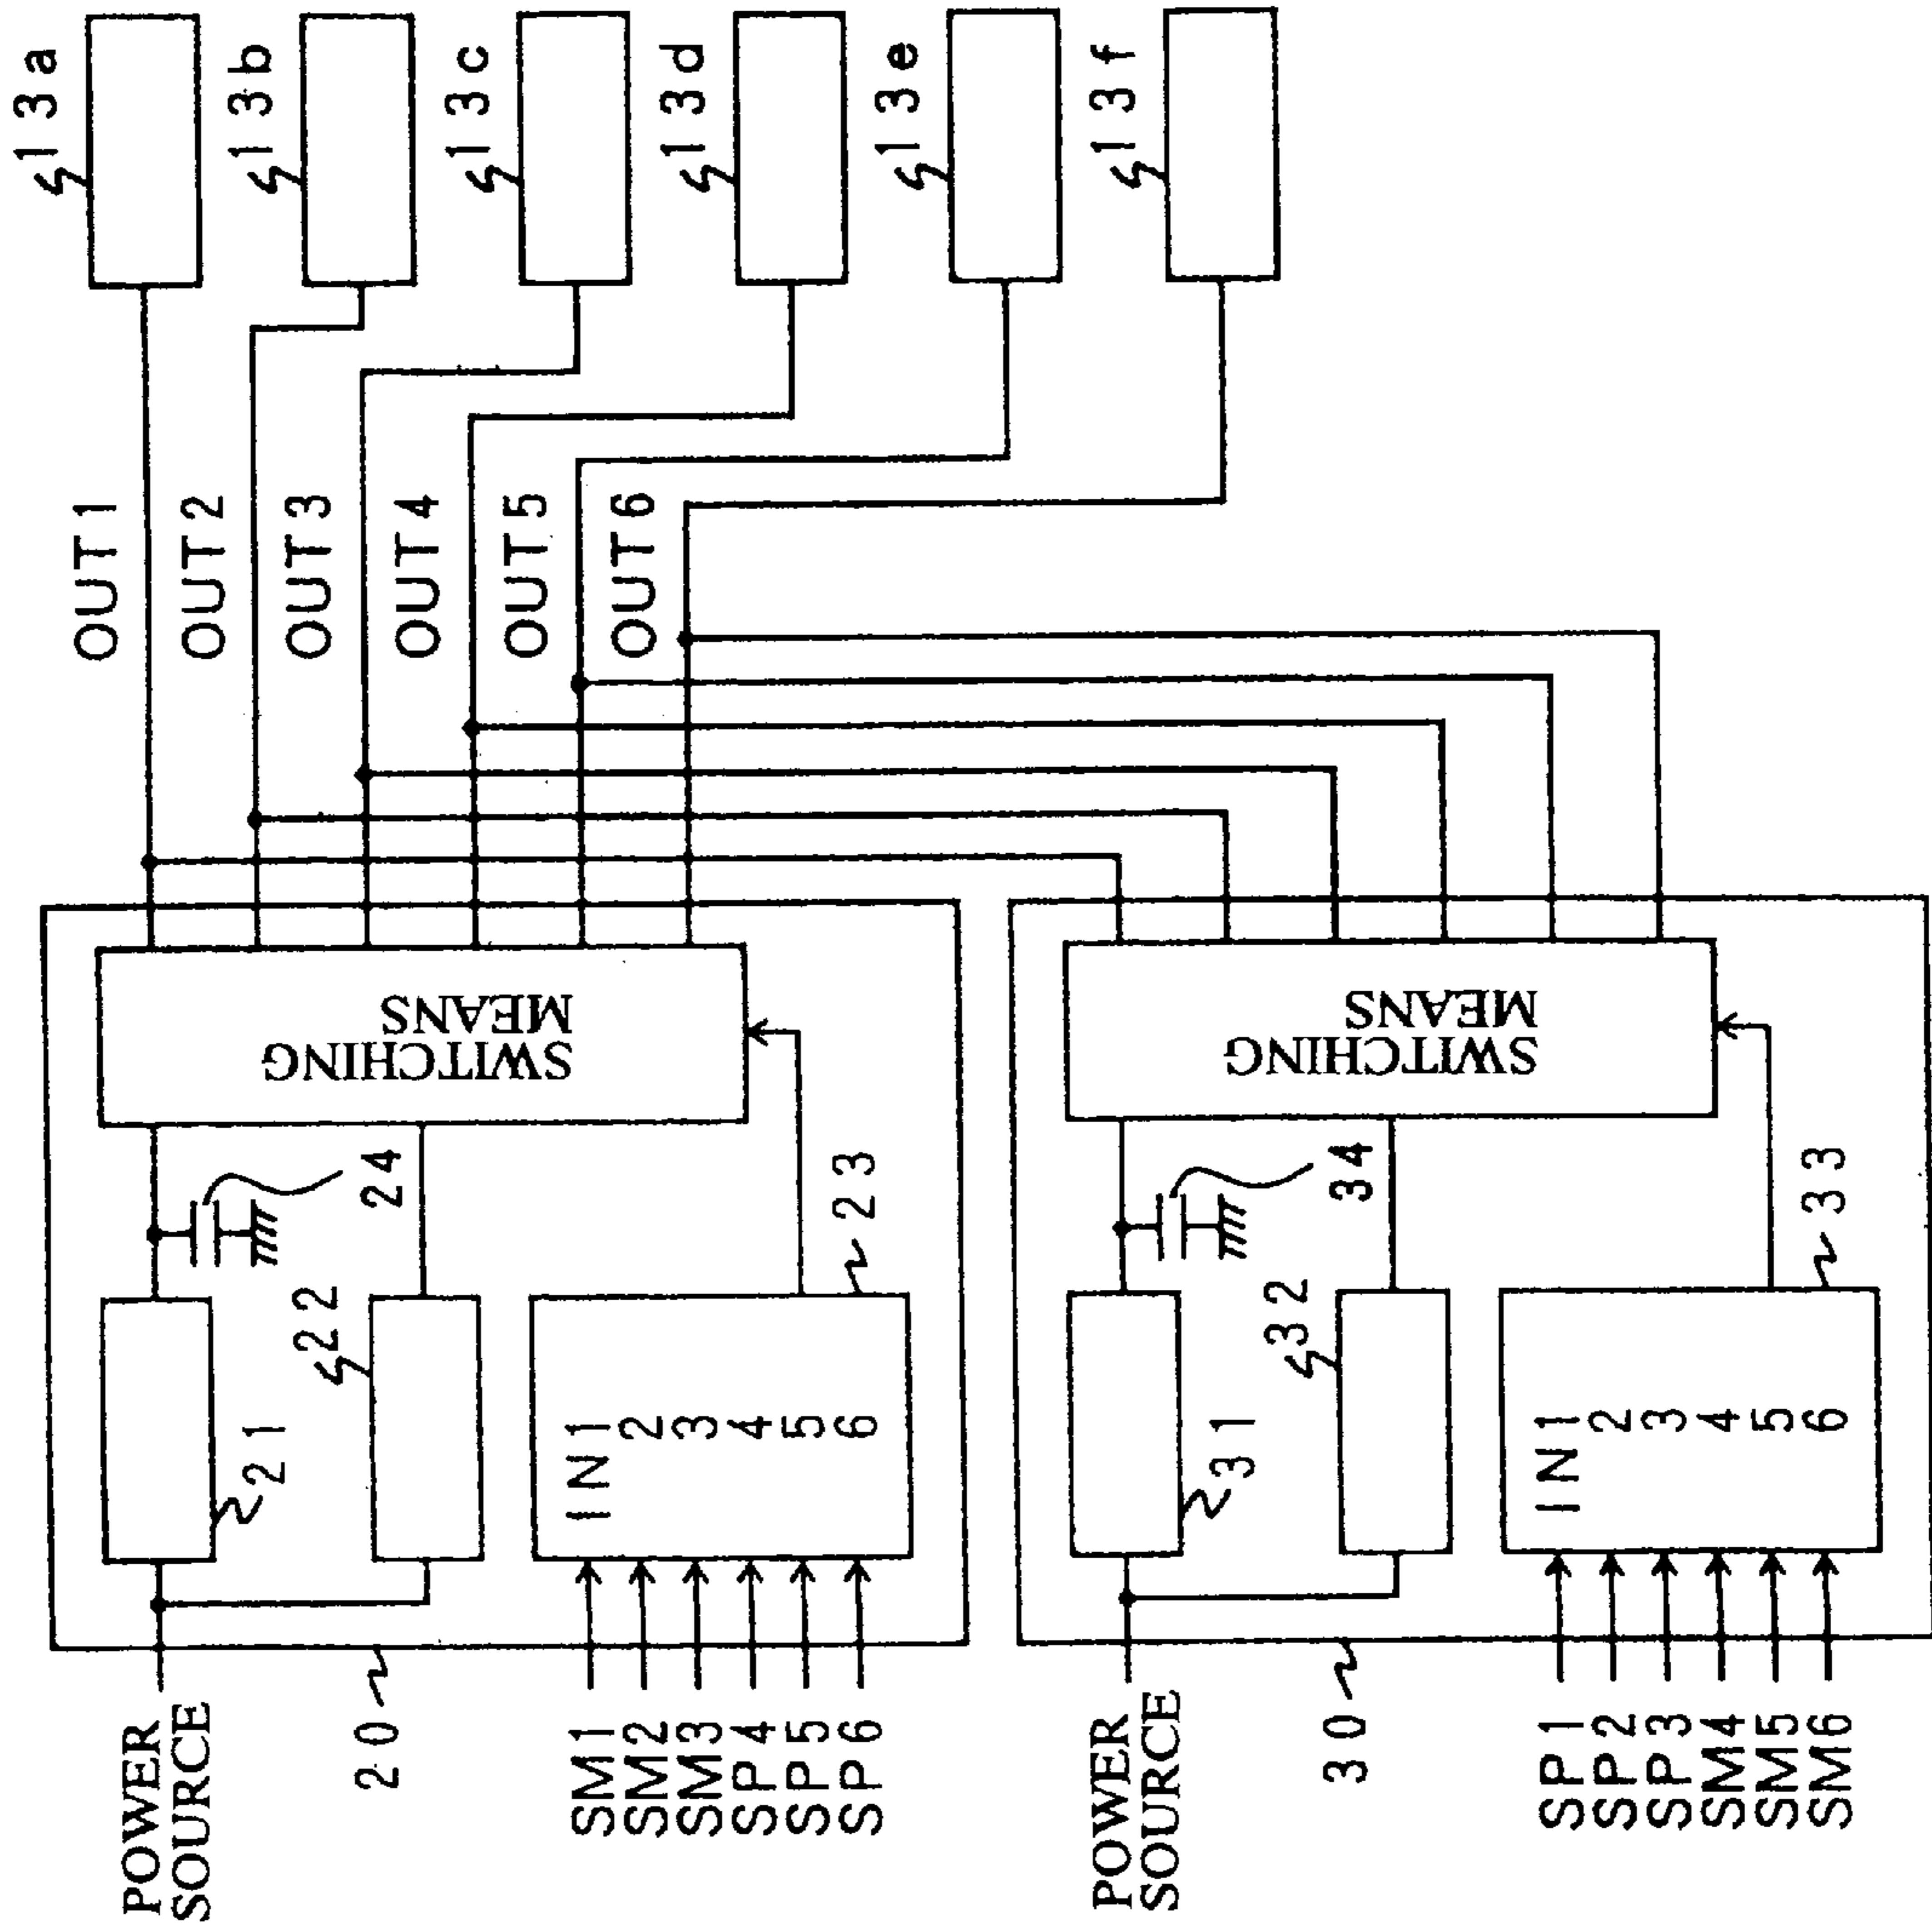 POWER
SOURCE
20
SM1
SM2
SM3
SP4
SP5
SP6
21
22
IN1
2
3
4
5
6
23
24
SWITCHING
MEANS
OUT1
OUT2
OUT3
OUT4
OUT5
OUT6
13a
13b
13c
13d
13e
13f
POWER
SOURCE
30
SP1
SP2
SP3
SM4
SM5
SM6
31
32
IN1
2
3
4
5
6
33
34
SWITCHING
MEANS